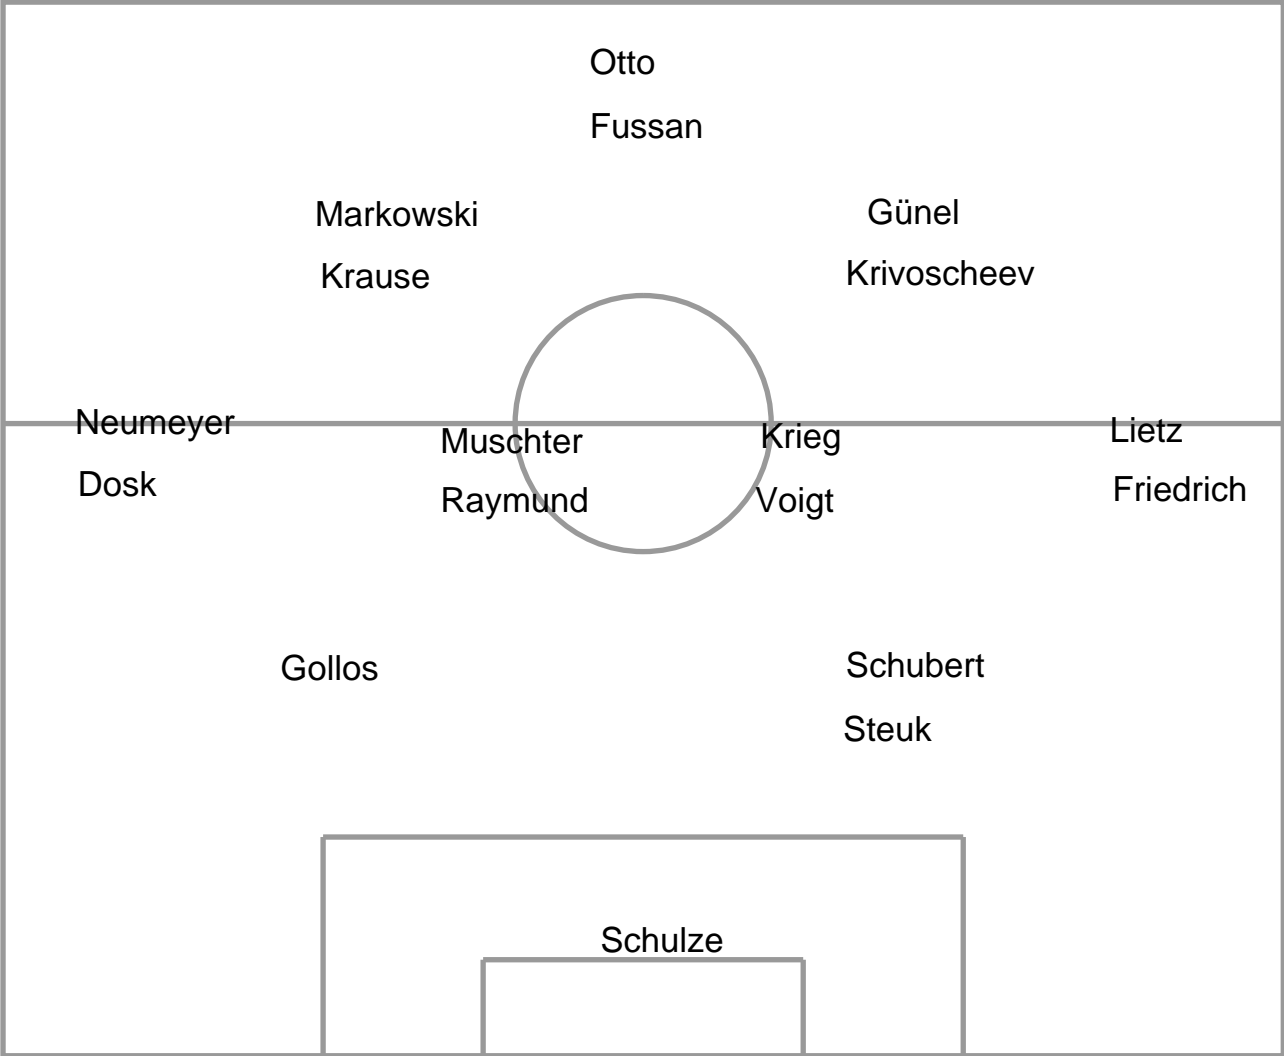 Otto
Fussan
Markowski
Günel
Krause
Krivoscheev
Neumeyer
Muschter
Krieg
Lietz
Dosk
Raymund
Voigt
Friedrich
Gollos
Schubert
Steuk
Schulze